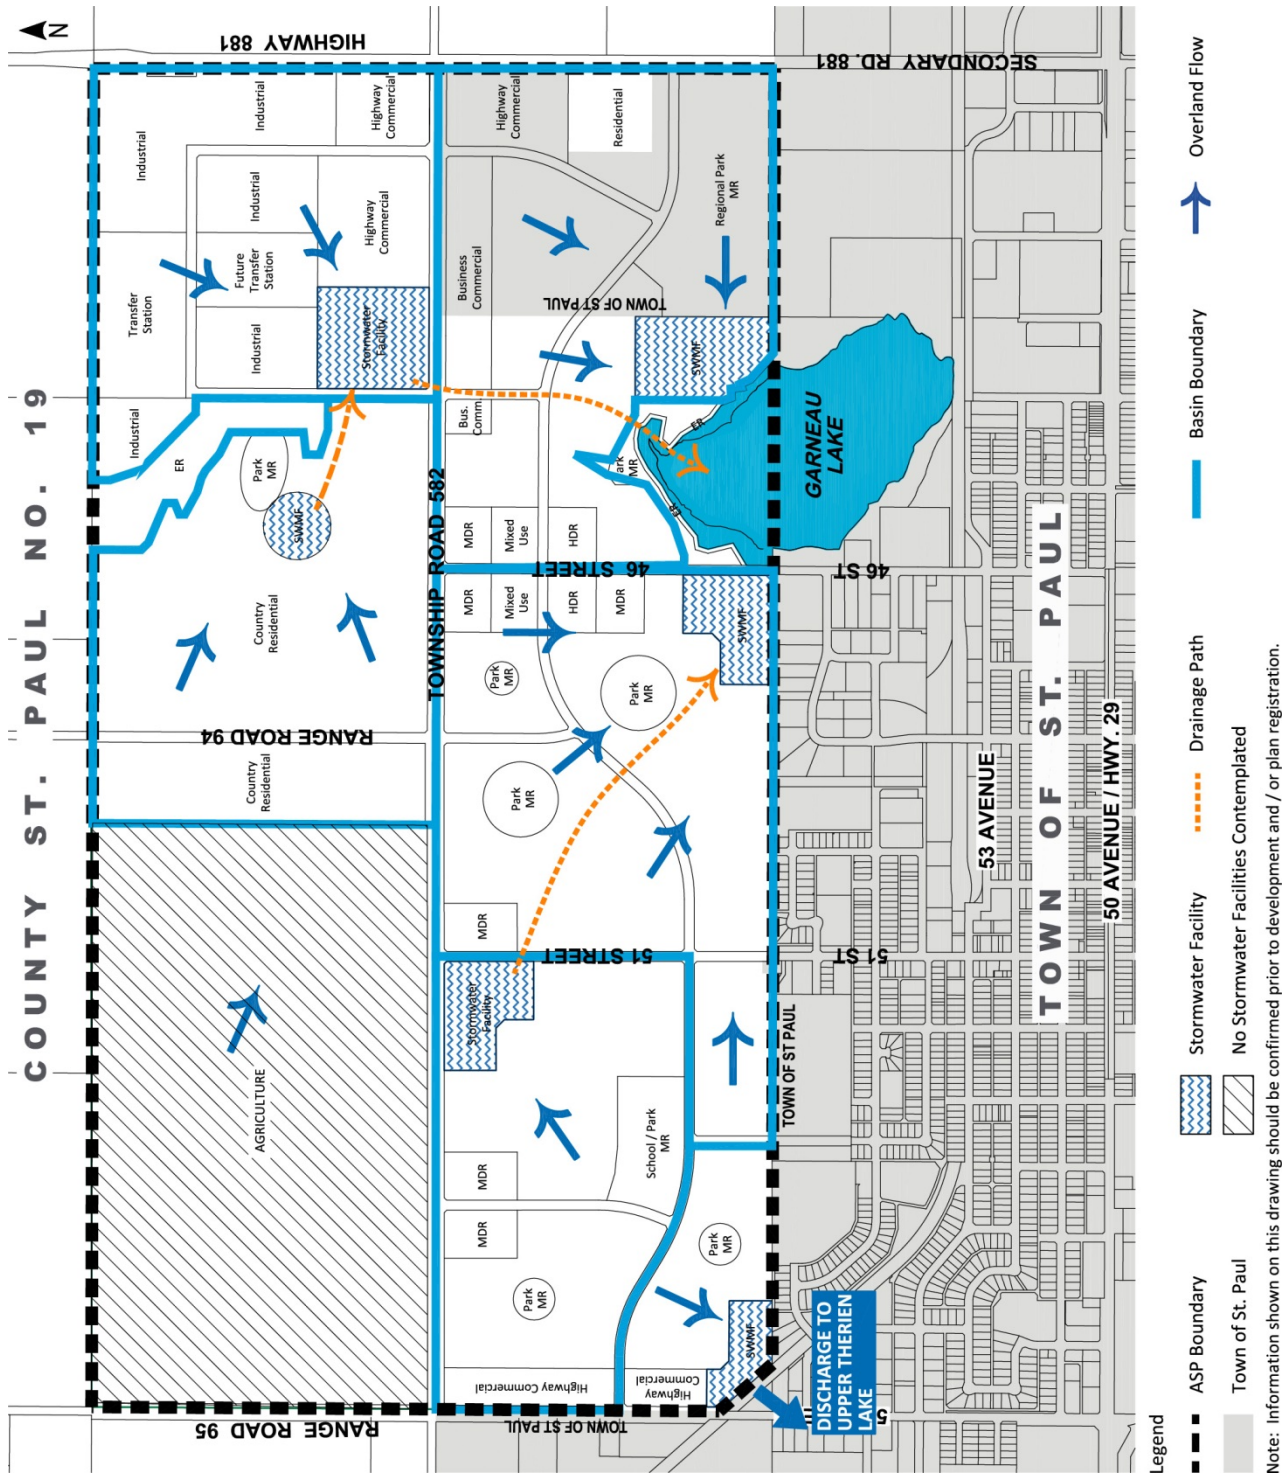 COUNTY ST. PAUL NO. 19
N
RANGE ROAD 95
RANGE ROAD 94
HIGHWAY 881
AGRICULTURE
Country
Residential
Country
Residential
SWMF
Park
MR
ER
Industrial
Transfer
Station
Industrial
Industrial
Industrial
Future
Transfer
Station
Industrial
Stormwater
Facility
Highway
Commercial
Highway
Commercial
TOWNSHIP ROAD 582
TOWN OF ST PAUL
Highway Commercial
Highway
Commercial
Park
MR
MDR
MDR
School / Park
MR
Park
MR
SWMF
Stormwater
Facility
51 STREET
MDR
Park
MR
Park
MR
Park
MR
MDR
Mixed
Use
HDR
MDR
SWMF
46 STREET
MDR
Mixed
Use
HDR
Bus.
Comm.
Park
MR
ER
ER
Business
Commercial
TOWN OF ST PAUL
SWMF
Highway
Commercial
Residential
Regional Park
MR
GARNEAU
LAKE
SECONDARY RD. 881
DISCHARGE TO
UPPER THERIEN
LAKE
TOWN OF ST PAUL
51 ST
46 ST
53 AVENUE
TOWN OF ST. PAUL
50 AVENUE / HWY. 29
Legend
ASP Boundary
Stormwater Facility
Drainage Path
Basin Boundary
Overland Flow
Town of St. Paul
No Stormwater Facilities Contemplated
Note: Information shown on this drawing should be confirmed prior to development and / or plan registration.